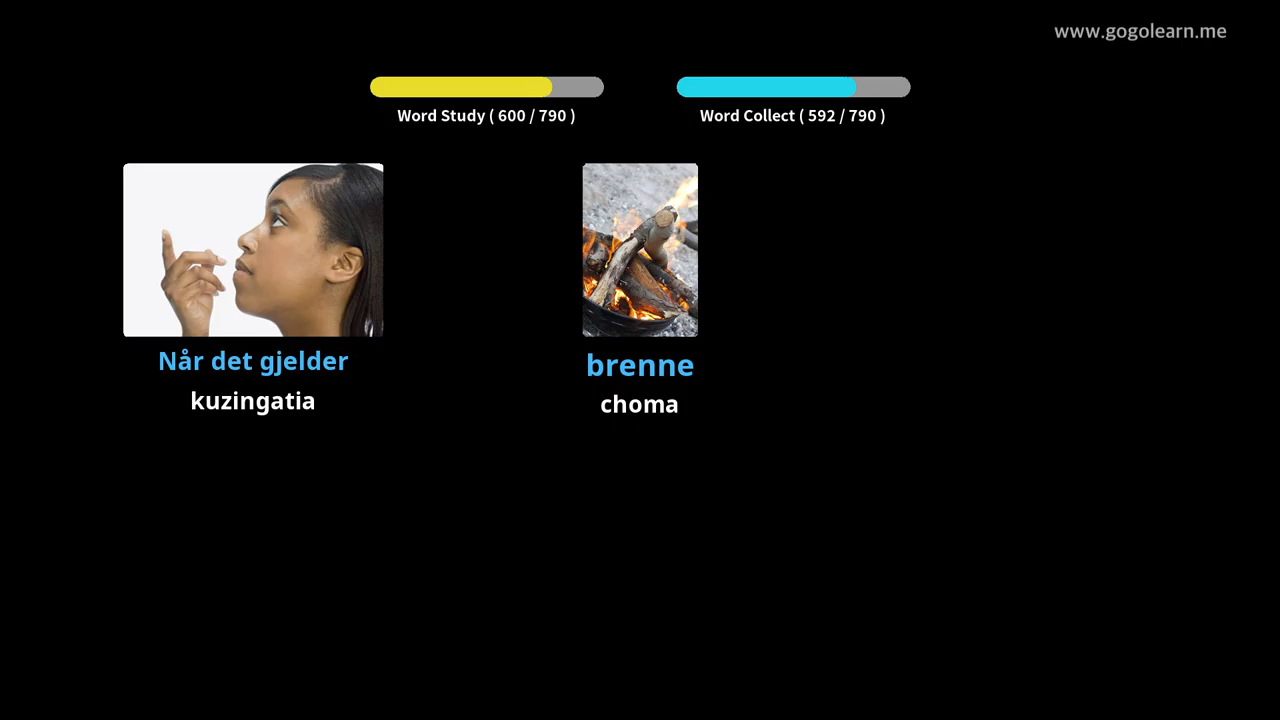 www.gogolearn.me
Word Study ( 600 / 790 )
Word Collect ( 592 / 790 )
Når det gjelder
kuzingatia
brenne
choma